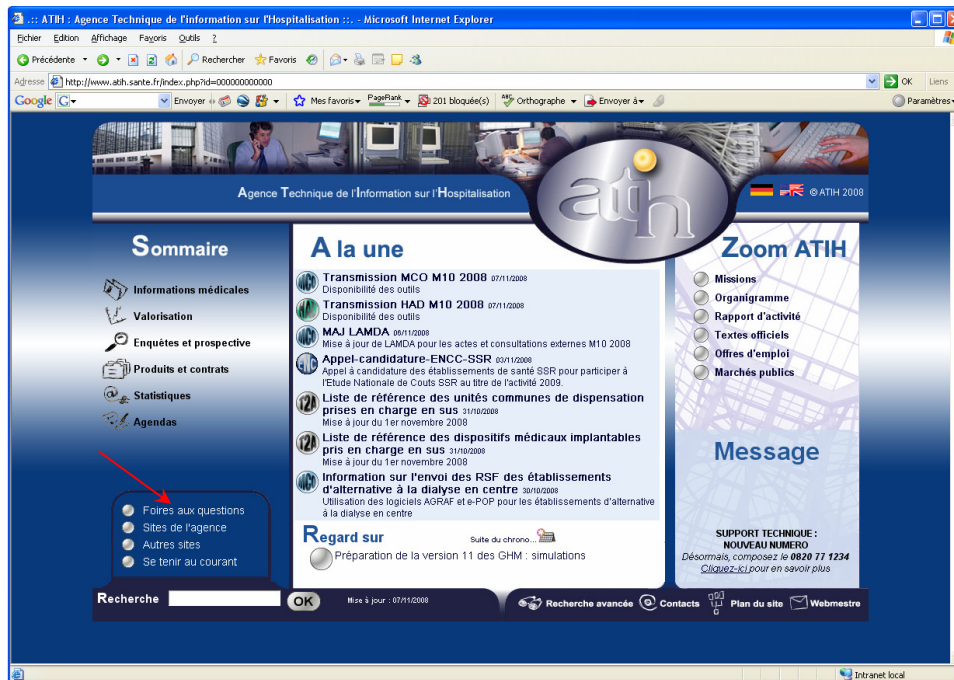 .:: ATIH : Agence Technique de l'information sur l'Hospitalisation ::. - Microsoft Internet Explorer
Fichier Edition Affichage Favoris Outils ?
Précédente Rechercher Favoris
Adresse http://www.atih.sante.fr/index.php?id=000000000000 OK Liens
Google G Envoyer Mes favoris PageRank 201 bloquée(s) Orthographe Envoyer à Paramètres
Agence Technique de l'Information sur l'Hospitalisation
atih
© ATIH 2008
Sommaire
Informations médicales
Valorisation
Enquêtes et prospective
Produits et contrats
Statistiques
Agendas
Foires aux questions
Sites de l'agence
Autres sites
Se tenir au courant
A la une
MCO Transmission MCO M10 2008 07/11/2008
Disponibilité des outils
HAD Transmission HAD M10 2008 07/11/2008
Disponibilité des outils
MCO MAJ LAMDA 06/11/2008
Mise à jour de LAMDA pour les actes et consultations externes M10 2008
ENC Appel-candidature-ENCC-SSR 03/11/2008
Appel à candidature des établissements de santé SSR pour participer à
l'Etude Nationale de Couts SSR au titre de l'activité 2009.
T2A Liste de référence des unités communes de dispensation
prises en charge en sus 31/10/2008
Mise à jour du 1er novembre 2008
T2A Liste de référence des dispositifs médicaux implantables
pris en charge en sus 31/10/2008
Mise à jour du 1er novembre 2008
MCO Information sur l'envoi des RSF des établissements
d'alternative à la dialyse en centre 30/10/2008
Utilisation des logiciels AGRAF et e-POP pour les établissements d'alternative
à la dialyse en centre
Regard sur Suite du chrono...
Préparation de la version 11 des GHM : simulations
Zoom ATIH
Missions
Organigramme
Rapport d'activité
Textes officiels
Offres d'emploi
Marchés publics
Message
SUPPORT TECHNIQUE :
NOUVEAU NUMERO
Désormais, composez le 0820 77 1234
Cliquez-ici pour en savoir plus
Recherche OK Mise à jour : 07/11/2008 Recherche avancée Contacts Plan du site Webmestre
Intranet local